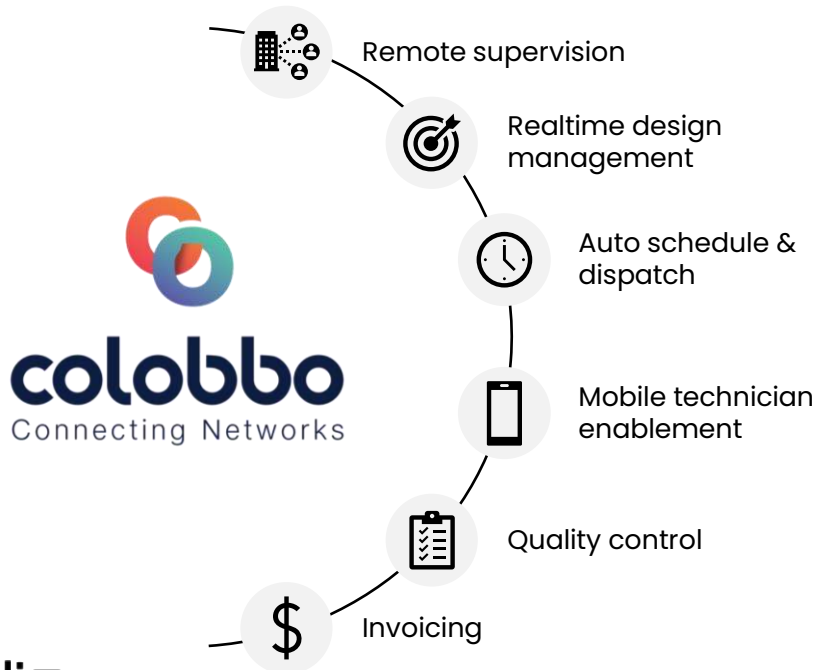 Remote supervision
Realtime design
management
Auto schedule &
dispatch
colobbo
Connecting Networks
Mobile technician
enablement
Quality control
$
Invoicing